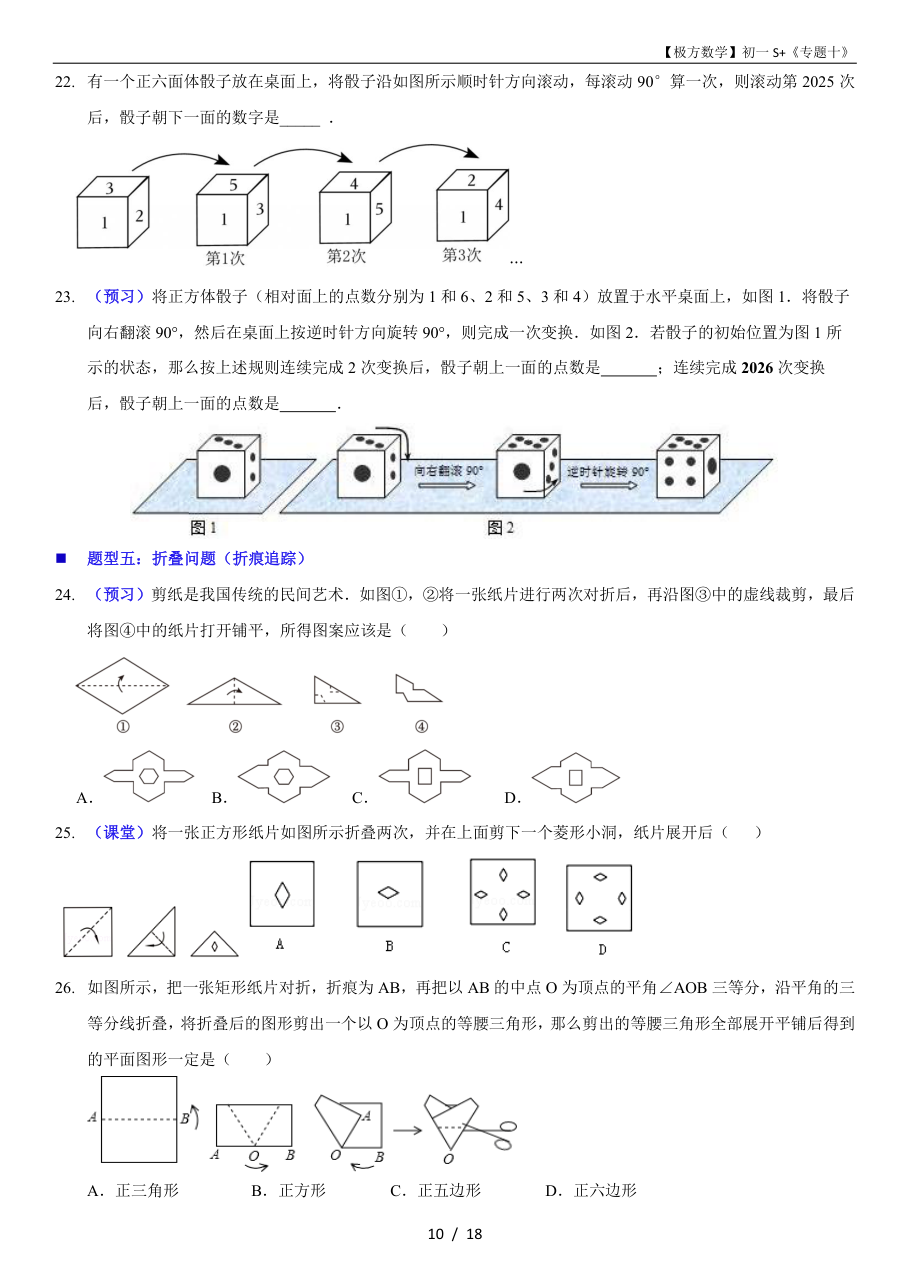 【极方数学】初一 S+《专题十》
22. 有一个正六面体骰子放在桌面上，将骰子沿如图所示顺时针方向滚动，每滚动 90°算一次，则滚动第 2025 次
后，骰子朝下一面的数字是_____ ．
3 1 2 5 1 3 4 1 5 2 1 4
第1次 第2次 第3次 ...
23. （预习）将正方体骰子（相对面上的点数分别为 1 和 6、2 和 5、3 和 4）放置于水平桌面上，如图 1．将骰子
向右翻滚 90°，然后在桌面上按逆时针方向旋转 90°，则完成一次变换．如图 2．若骰子的初始位置为图 1 所
示的状态，那么按上述规则连续完成 2 次变换后，骰子朝上一面的点数是_______；连续完成 2026 次变换
后，骰子朝上一面的点数是_______．
向右翻滚 90° 逆时针旋转 90°
图 1 图 2
■ 题型五：折叠问题（折痕追踪）
24. （预习）剪纸是我国传统的民间艺术．如图①，②将一张纸片进行两次对折后，再沿图③中的虚线裁剪，最后
将图④中的纸片打开铺平，所得图案应该是（ ）
① ② ③ ④
A． B． C． D．
25. （课堂）将一张正方形纸片如图所示折叠两次，并在上面剪下一个菱形小洞，纸片展开后（ ）
A B C D
26. 如图所示，把一张矩形纸片对折，折痕为 AB，再把以 AB 的中点 O 为顶点的平角∠AOB 三等分，沿平角的三
等分线折叠，将折叠后的图形剪出一个以 O 为顶点的等腰三角形，那么剪出的等腰三角形全部展开平铺后得到
的平面图形一定是（ ）
A B A O B A O B O
A．正三角形 B．正方形 C．正五边形 D．正六边形
10 / 18